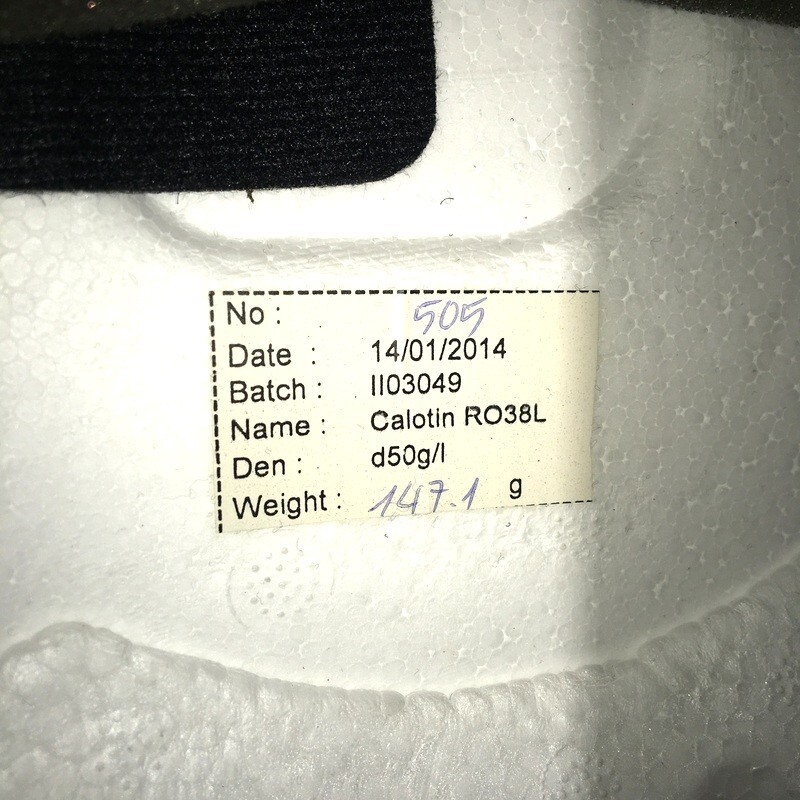 No : 505
Date : 14/01/2014
Batch : II03049
Name : Calotin RO38L
Den : d50g/l
Weight : 147.1 g